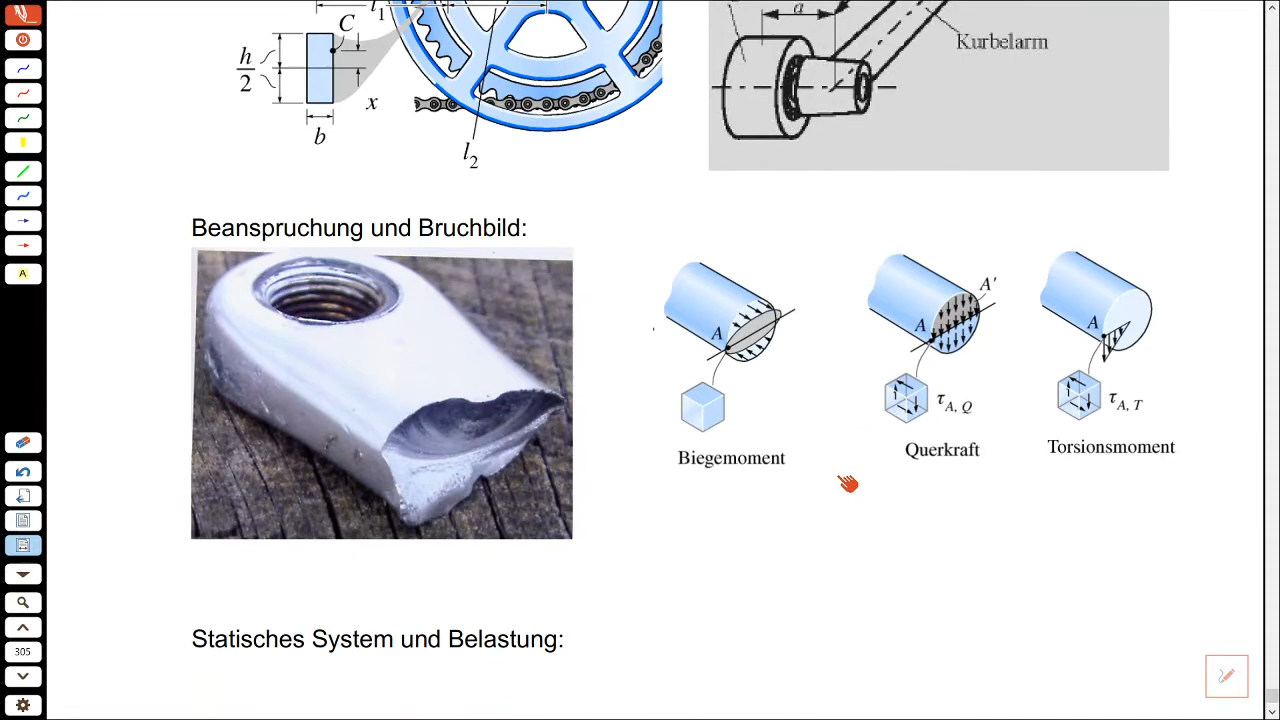 l1
C
h
2
x
b
l2
a
Kurbelarm
Beanspruchung und Bruchbild:
A
Biegemoment
A
A'
τA, Q
Querkraft
A
τA, T
Torsionsmoment
Statisches System und Belastung:
A
305